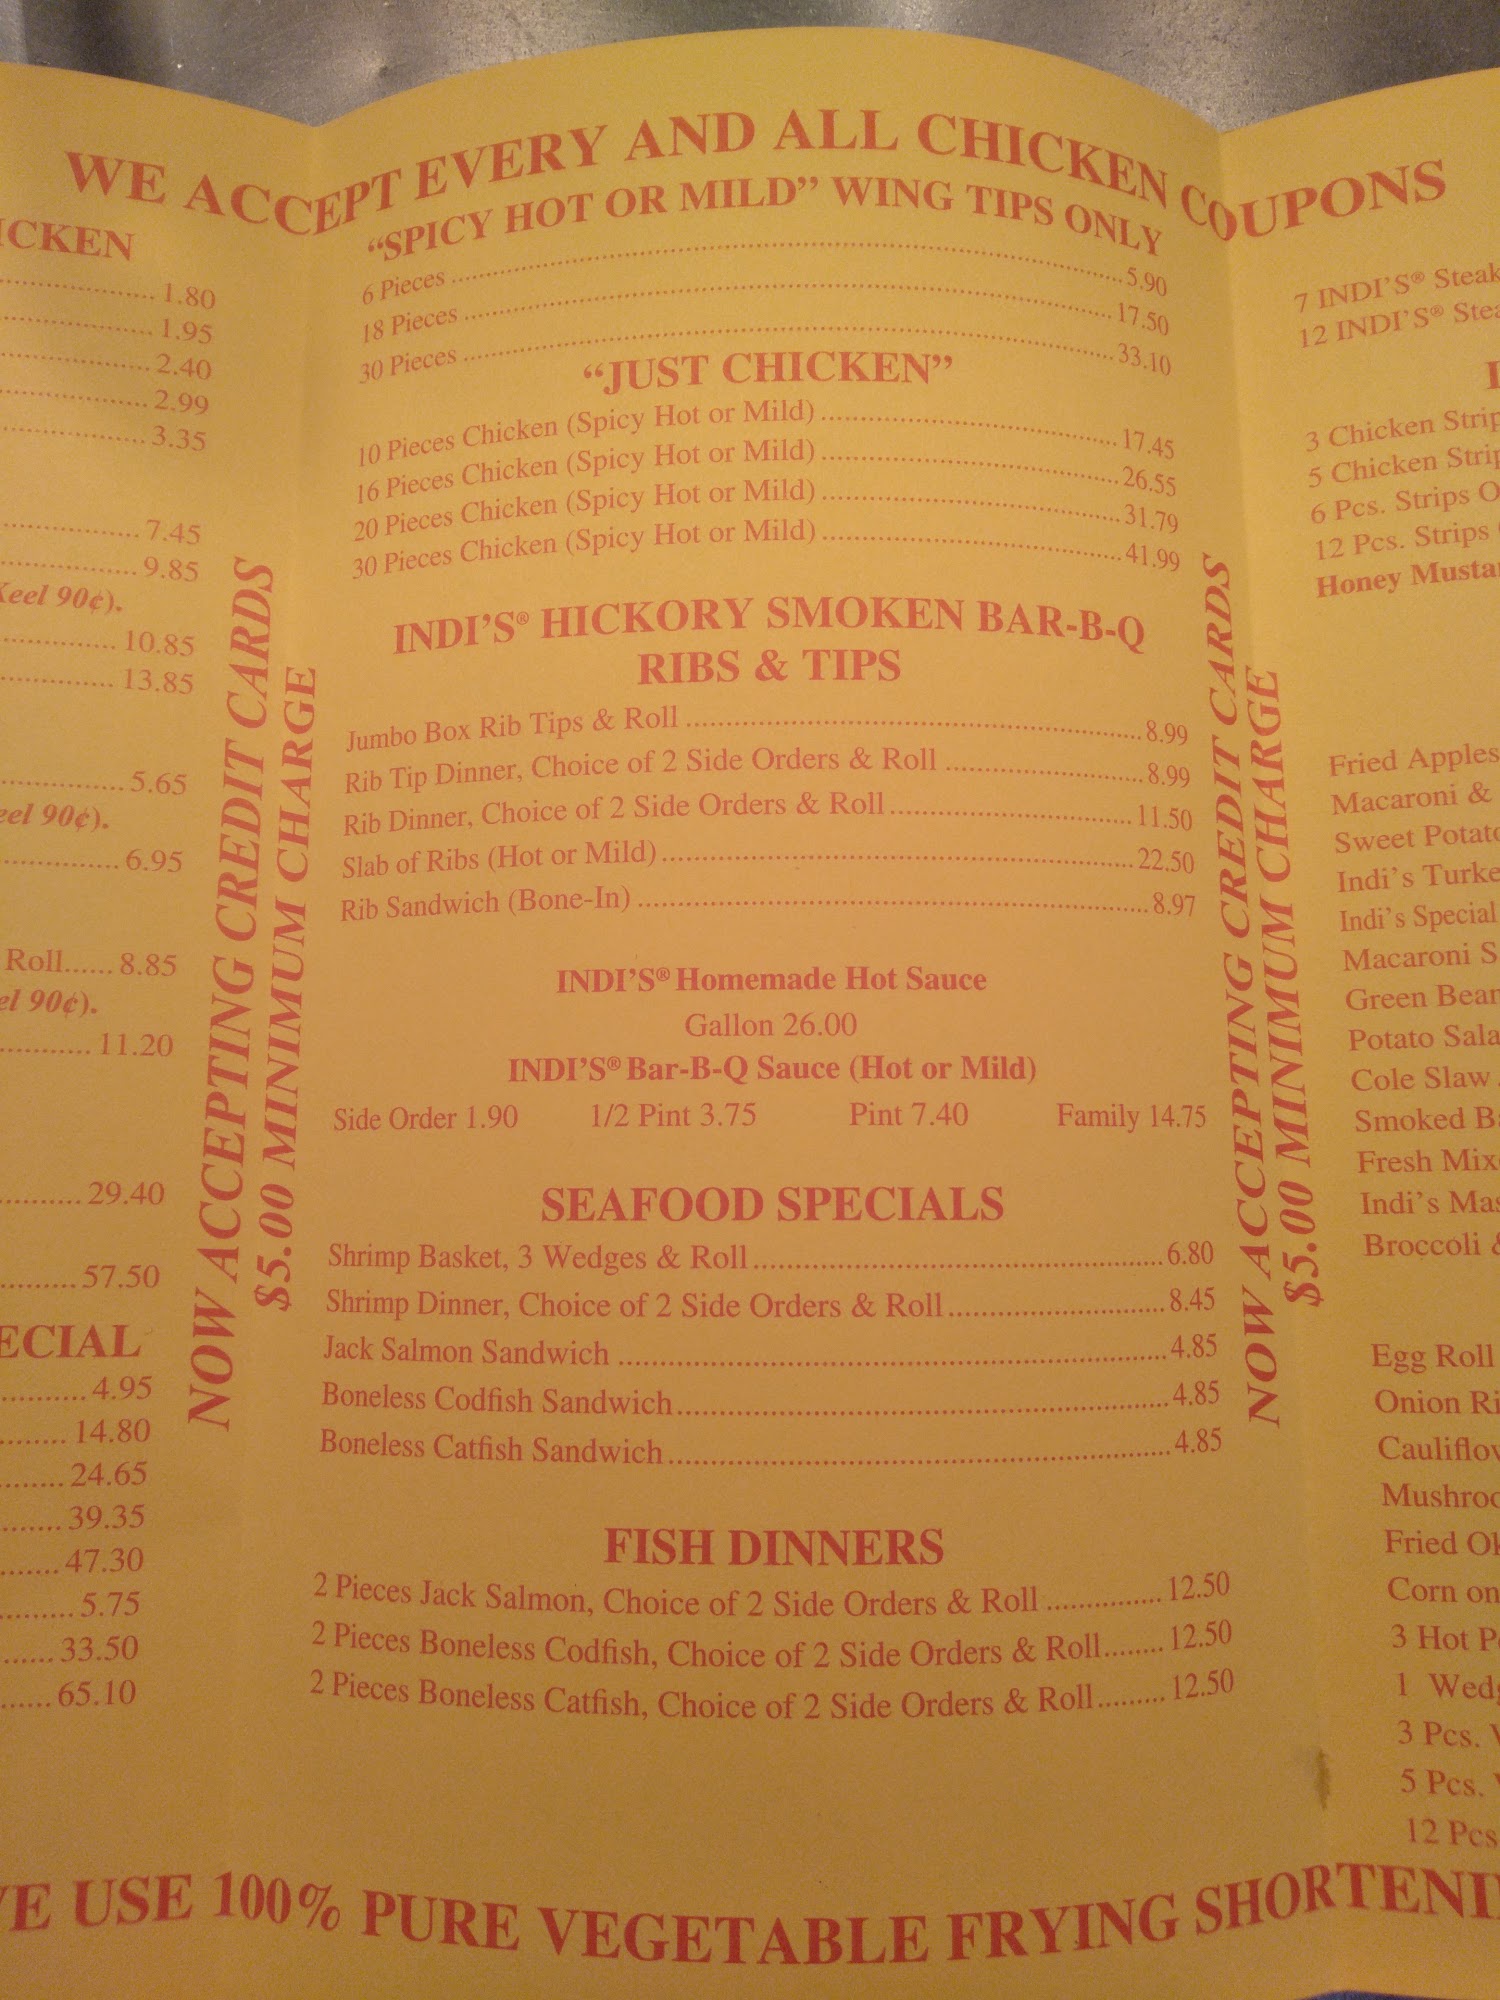 WE ACCEPT EVERY AND ALL CHICKEN COUPONS
ICKEN
1.80
1.95
2.40
2.99
3.35
7.45
9.85
Keel 90¢).
10.85
13.85
5.65
eel 90¢).
6.95
Roll...... 8.85
el 90¢).
11.20
29.40
57.50
ECIAL
4.95
14.80
24.65
39.35
47.30
5.75
33.50
65.10
NOW ACCEPTING CREDIT CARDS
$5.00 MINIMUM CHARGE
“SPICY HOT OR MILD” WING TIPS ONLY
6 Pieces 5.90
18 Pieces 17.50
30 Pieces 33.10
“JUST CHICKEN”
10 Pieces Chicken (Spicy Hot or Mild) 17.45
16 Pieces Chicken (Spicy Hot or Mild) 26.55
20 Pieces Chicken (Spicy Hot or Mild) 31.79
30 Pieces Chicken (Spicy Hot or Mild) 41.99
INDI’S® HICKORY SMOKEN BAR-B-Q
RIBS & TIPS
Jumbo Box Rib Tips & Roll 8.99
Rib Tip Dinner, Choice of 2 Side Orders & Roll 8.99
Rib Dinner, Choice of 2 Side Orders & Roll 11.50
Slab of Ribs (Hot or Mild) 22.50
Rib Sandwich (Bone-In) 8.97
INDI’S® Homemade Hot Sauce
Gallon 26.00
INDI’S® Bar-B-Q Sauce (Hot or Mild)
Side Order 1.90 1/2 Pint 3.75 Pint 7.40 Family 14.75
SEAFOOD SPECIALS
Shrimp Basket, 3 Wedges & Roll 6.80
Shrimp Dinner, Choice of 2 Side Orders & Roll 8.45
Jack Salmon Sandwich 4.85
Boneless Codfish Sandwich 4.85
Boneless Catfish Sandwich 4.85
FISH DINNERS
2 Pieces Jack Salmon, Choice of 2 Side Orders & Roll 12.50
2 Pieces Boneless Codfish, Choice of 2 Side Orders & Roll 12.50
2 Pieces Boneless Catfish, Choice of 2 Side Orders & Roll 12.50
NOW ACCEPTING CREDIT CARDS
$5.00 MINIMUM CHARGE
7 INDI’S® Steak
12 INDI’S® Stea
3 Chicken Strip
5 Chicken Strip
6 Pcs. Strips O
12 Pcs. Strips
Honey Musta
Fried Apples
Macaroni &
Sweet Potato
Indi’s Turke
Indi’s Special
Macaroni S
Green Bean
Potato Sala
Cole Slaw
Smoked Ba
Fresh Mix
Indi’s Mas
Broccoli &
Egg Roll
Onion Ri
Cauliflow
Mushroo
Fried Ok
Corn on
3 Hot Pe
1 Wedg
3 Pcs.
5 Pcs.
12 Pcs
WE USE 100% PURE VEGETABLE FRYING SHORTENI